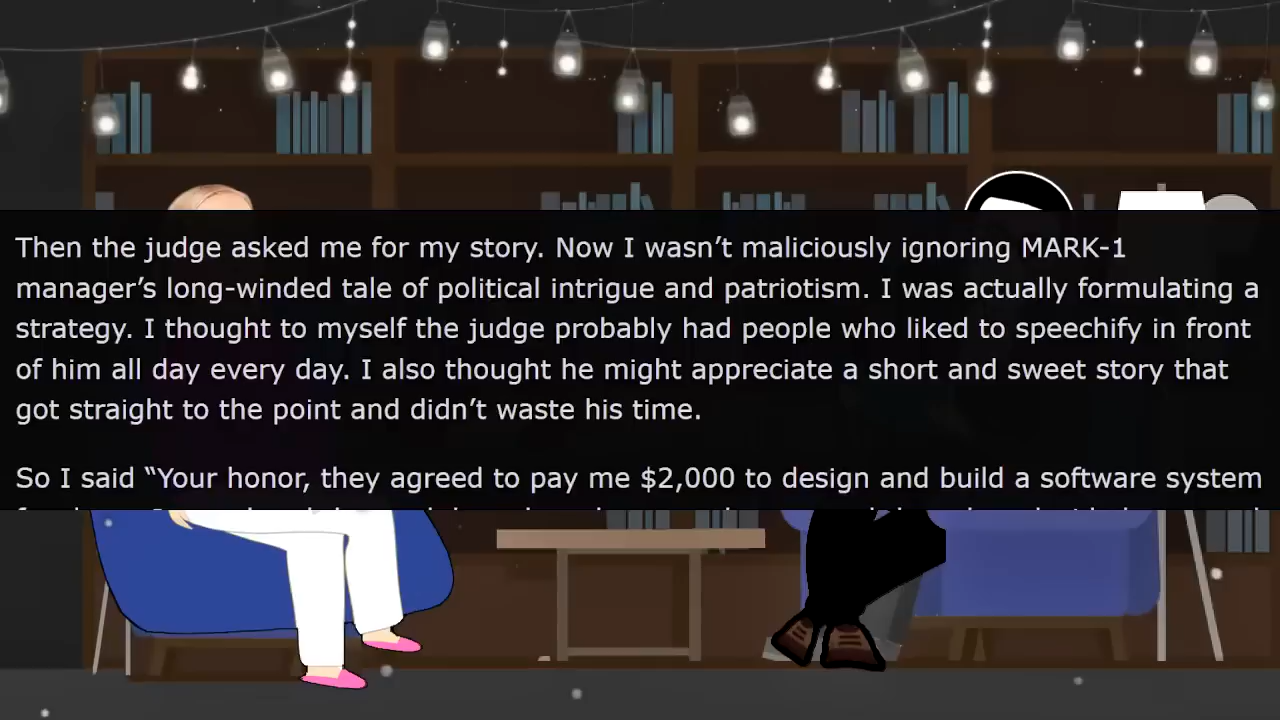 Then the judge asked me for my story. Now I wasn’t maliciously ignoring MARK-1
manager’s long-winded tale of political intrigue and patriotism. I was actually formulating a
strategy. I thought to myself the judge probably had people who liked to speechify in front
of him all day every day. I also thought he might appreciate a short and sweet story that
got straight to the point and didn’t waste his time.
So I said “Your honor, they agreed to pay me $2,000 to design and build a software system